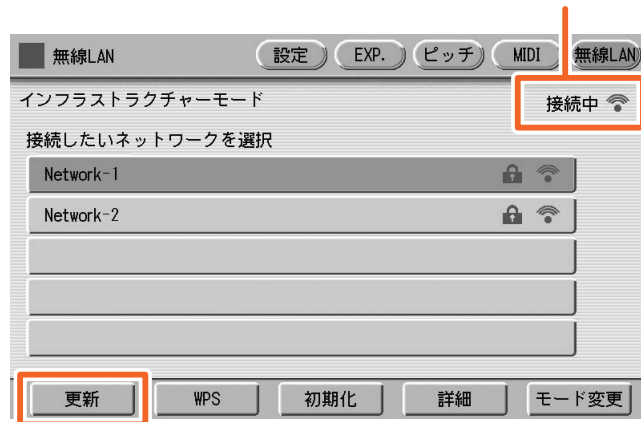 無線LAN 設定 EXP. ピッチ MIDI 無線LAN
インフラストラクチャーモード 接続中
接続したいネットワークを選択
Network-1
Network-2
更新 WPS 初期化 詳細 モード変更